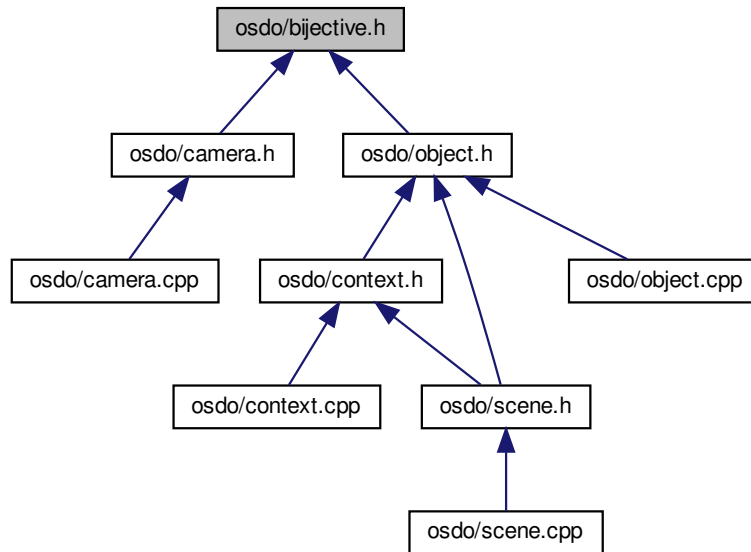 osdo/bijective.h
osdo/camera.h
osdo/object.h
osdo/camera.cpp
osdo/context.h
osdo/object.cpp
osdo/context.cpp
osdo/scene.h
osdo/scene.cpp